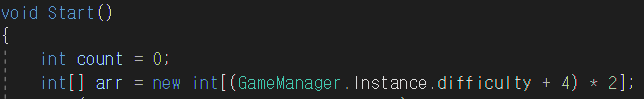 void Start()
{
int count = 0;
int[] arr = new int[(GameManager.Instance.difficulty + 4) * 2];